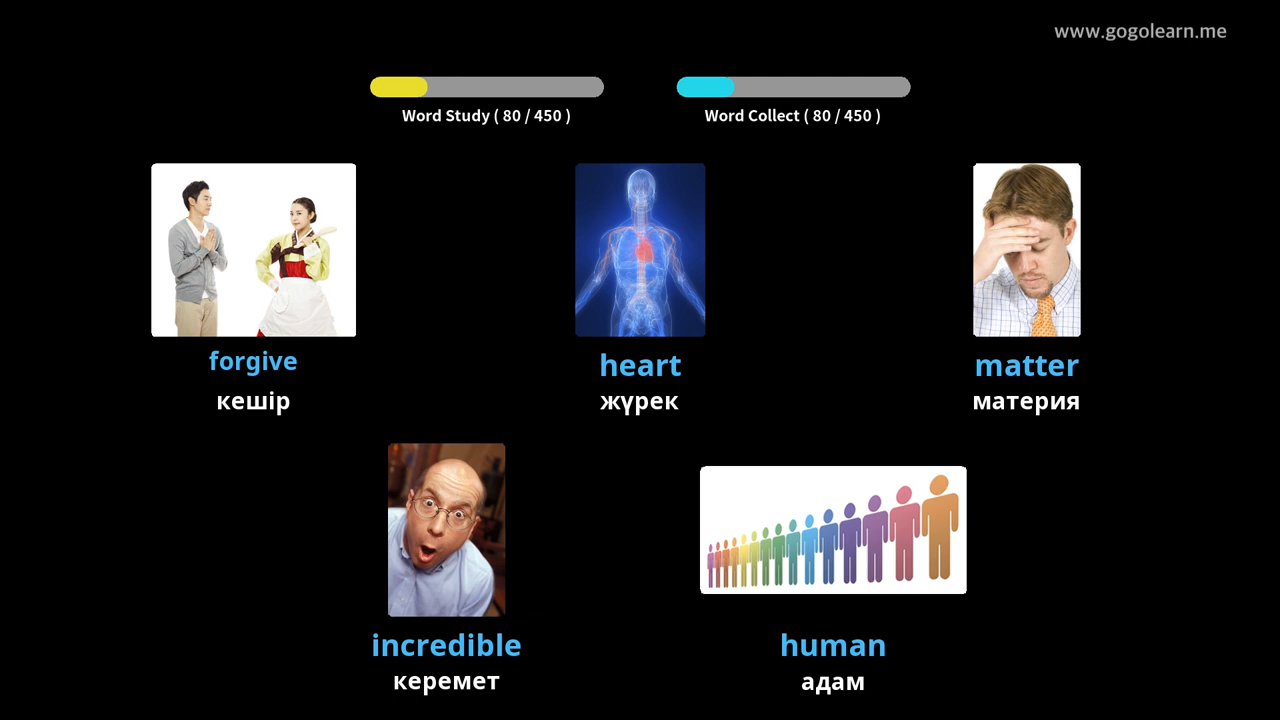 www.gogolearn.me
Word Study ( 80 / 450 )
Word Collect ( 80 / 450 )
forgive
кешір
heart
жүрек
matter
материя
incredible
керемет
human
адам